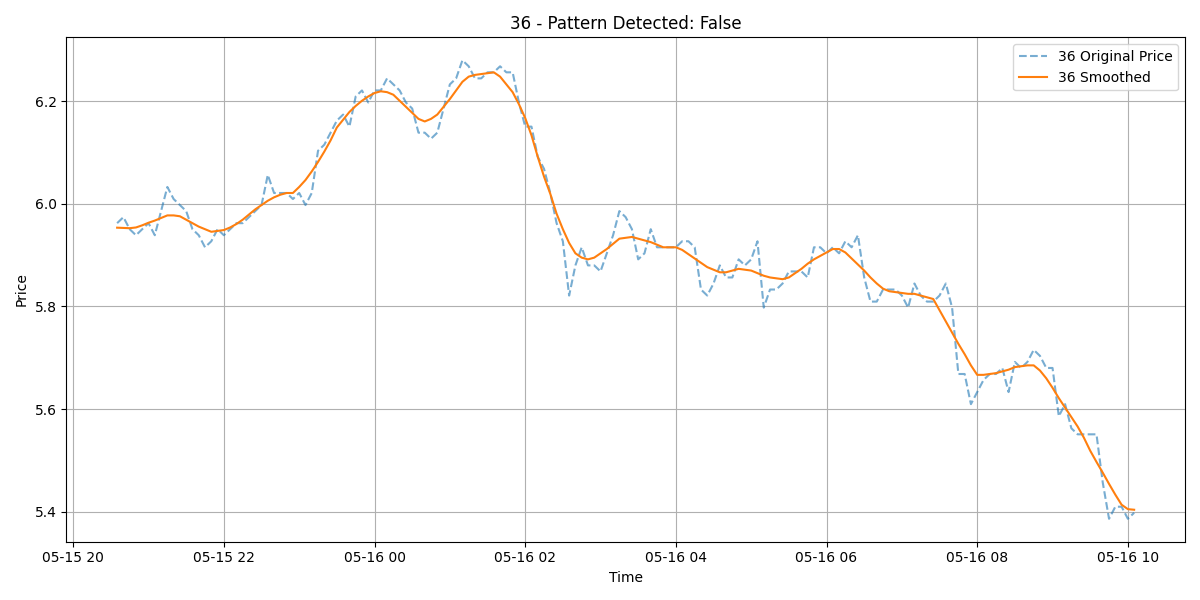 36 - Pattern Detected: False
36 Original Price
36 Smoothed
Price
6.2
6.0
5.8
5.6
5.4
05-15 20
05-15 22
05-16 00
05-16 02
05-16 04
05-16 06
05-16 08
05-16 10
Time